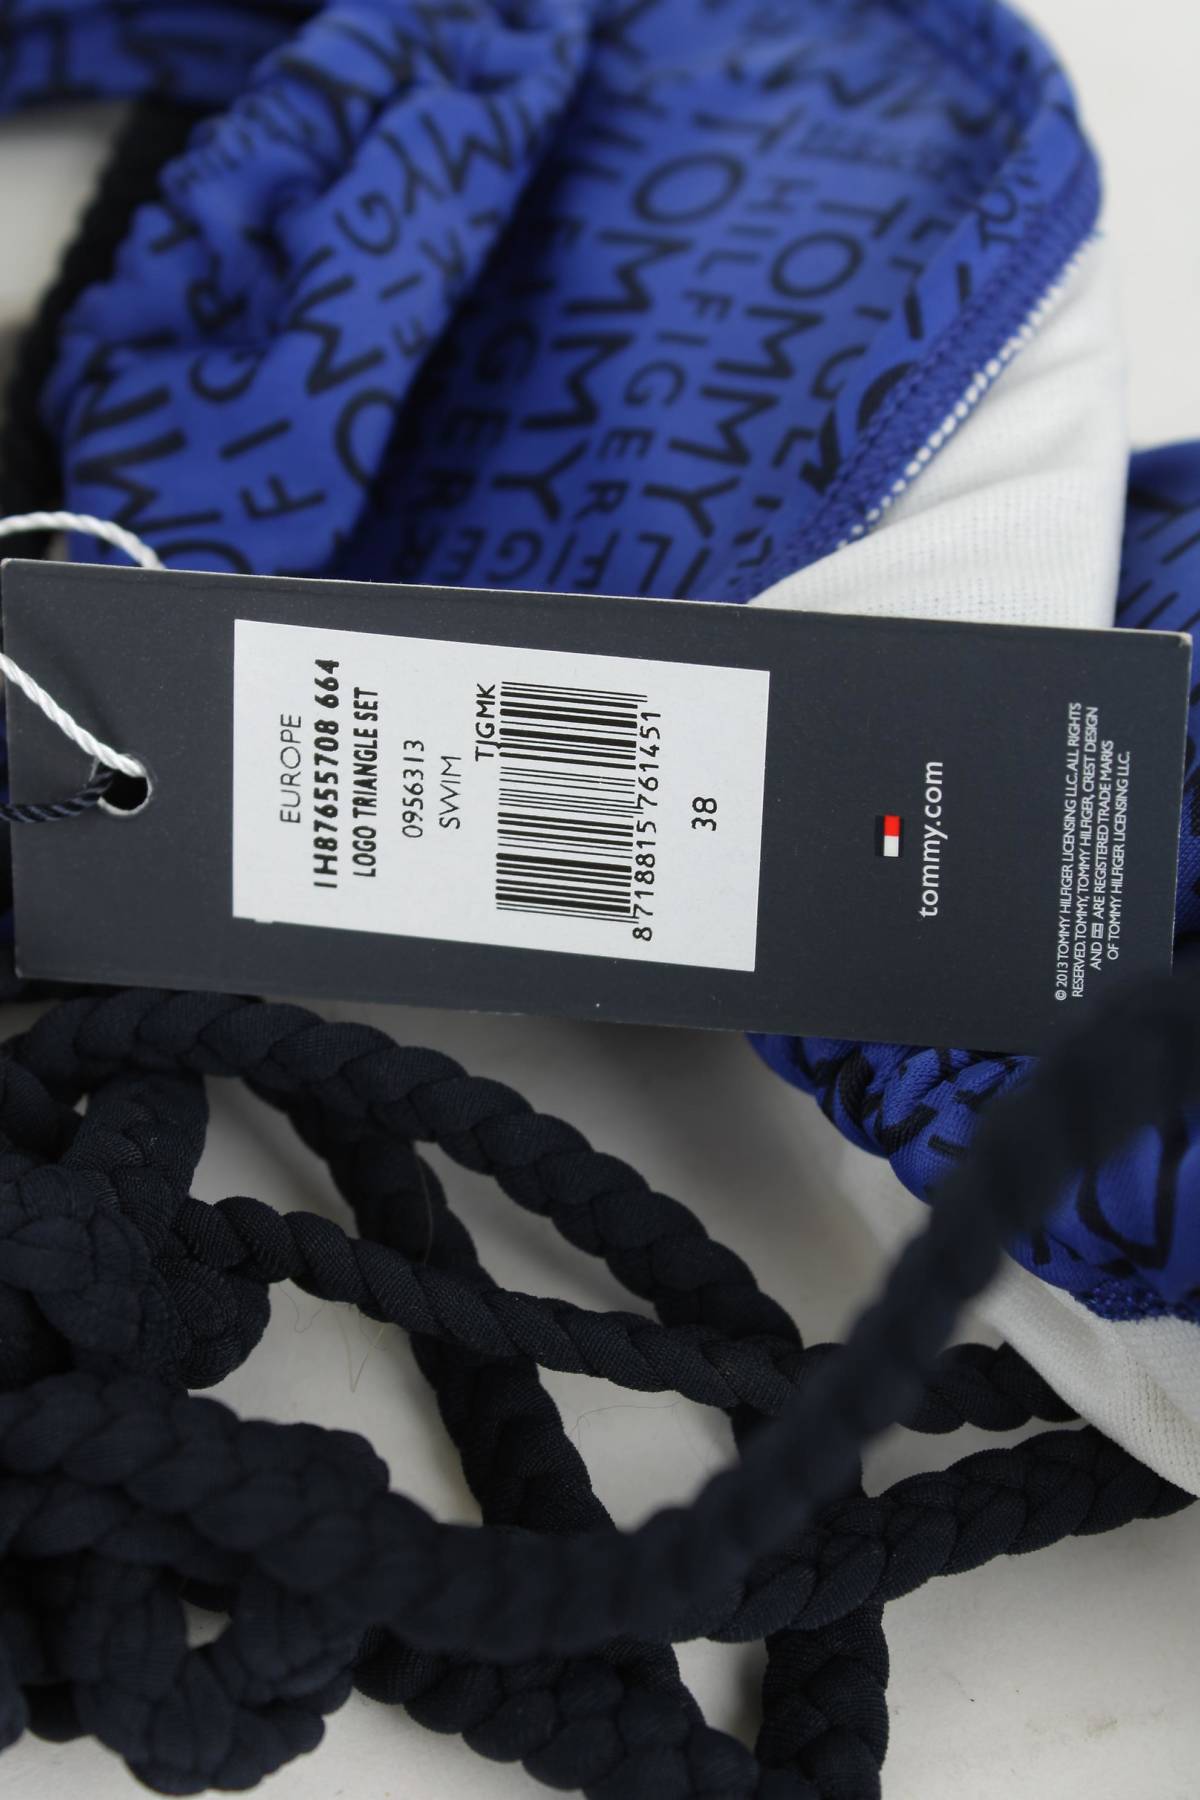 EUROPE
1H87655708 664
LOGO TRIANGLE SET
0956313
SWIM
TJGMK
8718815761451
38
tommy.com
© 2013 TOMMY HILFIGER LICENSING LLC. ALL RIGHTS
RESERVED. TOMMY, TOMMY HILFIGER, CREST DESIGN
AND ARE REGISTERED TRADE MARKS
OF TOMMY HILFIGER LICENSING LLC.
TOMMY
HILFIGER
TOMMY
HILFIGER